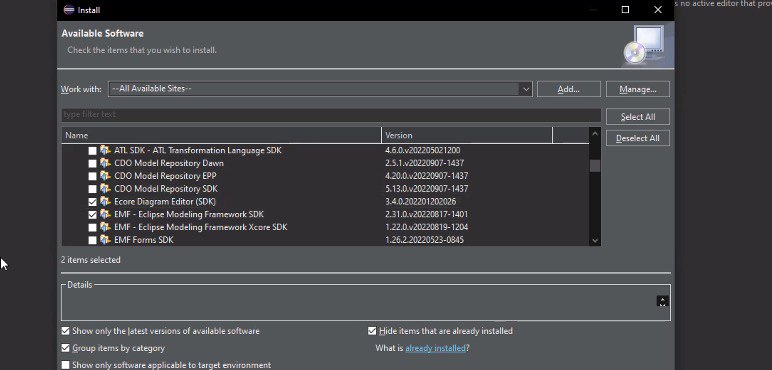 Install
s no active editor that prov
Available Software
Check the items that you wish to install.
Work with: --All Available Sites-- Add... Manage...
type filter text Select All
Name Version
Deselect All
ATL SDK - ATL Transformation Language SDK 4.6.0.v202205021200
CDO Model Repository Dawn 2.5.1.v20220907-1437
CDO Model Repository EPP 4.20.0.v20220907-1437
CDO Model Repository SDK 5.13.0.v20220907-1437
Ecore Diagram Editor (SDK) 3.4.0.202201202026
EMF - Eclipse Modeling Framework SDK 2.31.0.v20220817-1401
EMF - Eclipse Modeling Framework Xcore SDK 1.22.0.v20220819-1204
EMF Forms SDK 1.26.2.20220523-0845
2 items selected
Details
Show only the latest versions of available software Hide items that are already installed
Group items by category What is already installed?
Show only software applicable to target environment